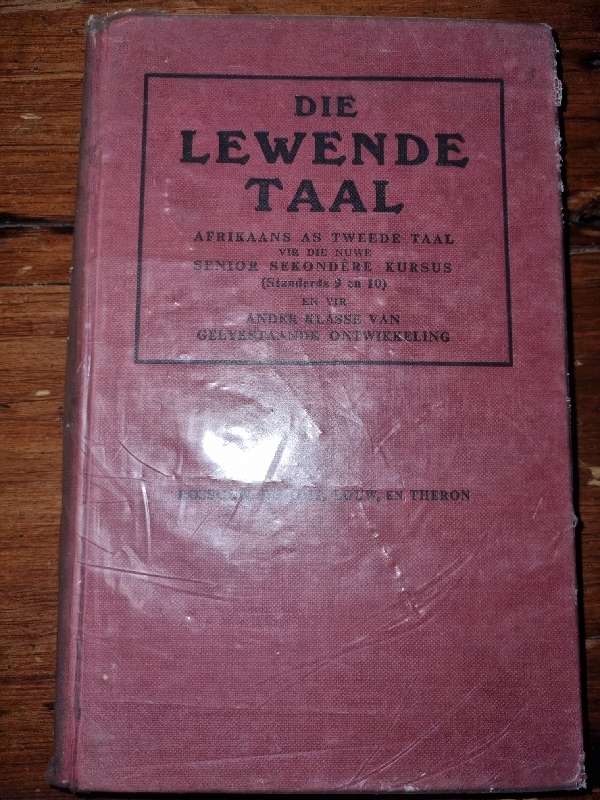 DIE
LEWENDE
TAAL
AFRIKAANS AS TWEEDE TAAL
VIR DIE NUWE
SENIOR SEKONDÊRE KURSUS
(Standerds 9 en 10)
EN VIR
ANDER KLASSE VAN
GELYKSTAANDE ONTWIKKELING
LOUW, EN THERON